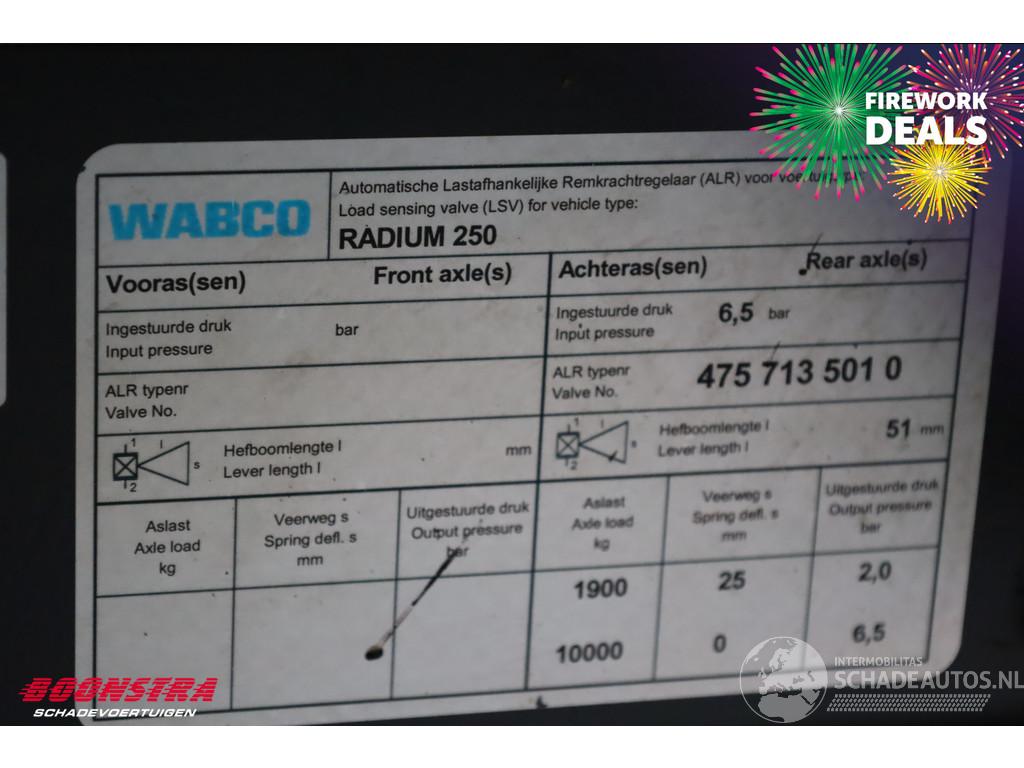 FIREWORK
DEALS
WABCO
Automatische Lastafhankelijke Remkrachtregelaar (ALR) voor
Load sensing valve (LSV) for vehicle type:
RADIUM 250
Vooras(sen) Front axle(s)
Achteras(sen) Rear axle(s)
Ingestuurde druk bar
Input pressure
Ingestuurde druk 6,5 bar
Input pressure
ALR typenr
Valve No.
ALR typenr 475 713 501 0
Valve No.
1 l s 2
Hefboomlengte l mm
Lever length l
1 l s 2
Hefboomlengte l 51 mm
Lever length l
Aslast
Axle load
kg
Veerweg s
Spring defl. s
mm
Uitgestuurde druk
Output pressure
bar
Aslast
Axle load
kg
Veerweg s
Spring defl. s
mm
Uitgestuurde druk
Output pressure
bar
1900 25 2,0
10000 0 6,5
BOONSTRA
SCHADEVOERTUIGEN
INTERMOBILITAS
SCHADEAUTOS.NL